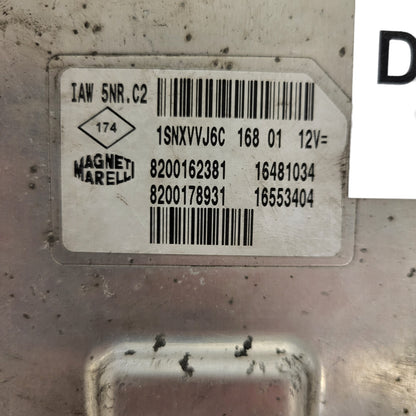 IAW 5NR.C2
174
1SNXVVJ6C 168 01 12V=
MAGNETI
MARELLI
8200162381 16481034
8200178931 16553404
D